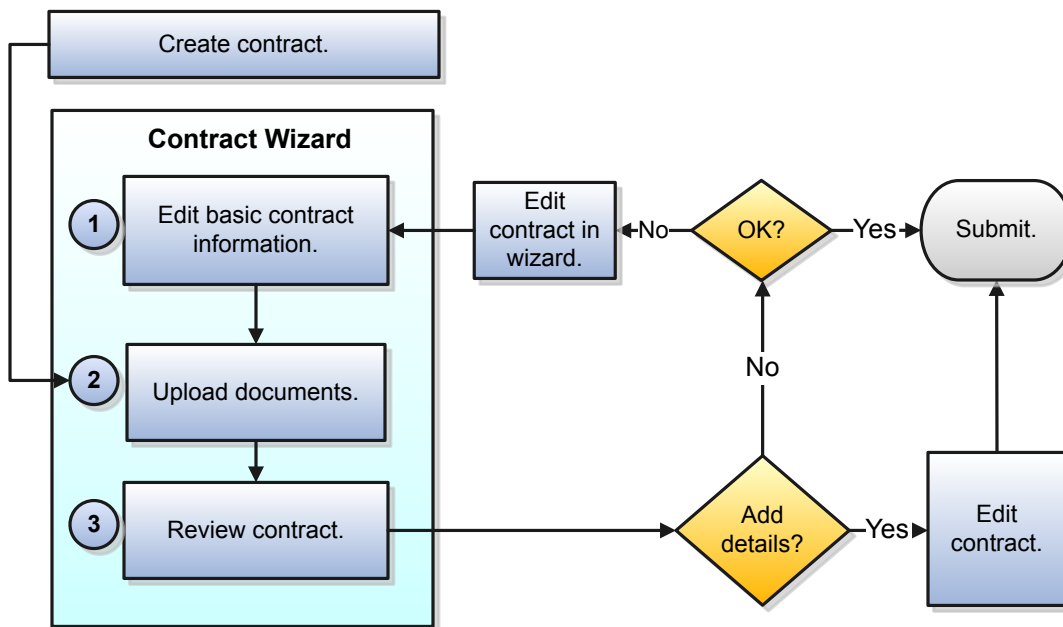 Create contract.
Contract Wizard
1
Edit basic contract
information.
Edit
contract in
wizard.
No
OK?
Yes
Submit.
2
Upload documents.
No
3
Review contract.
Add
details?
Yes
Edit
contract.